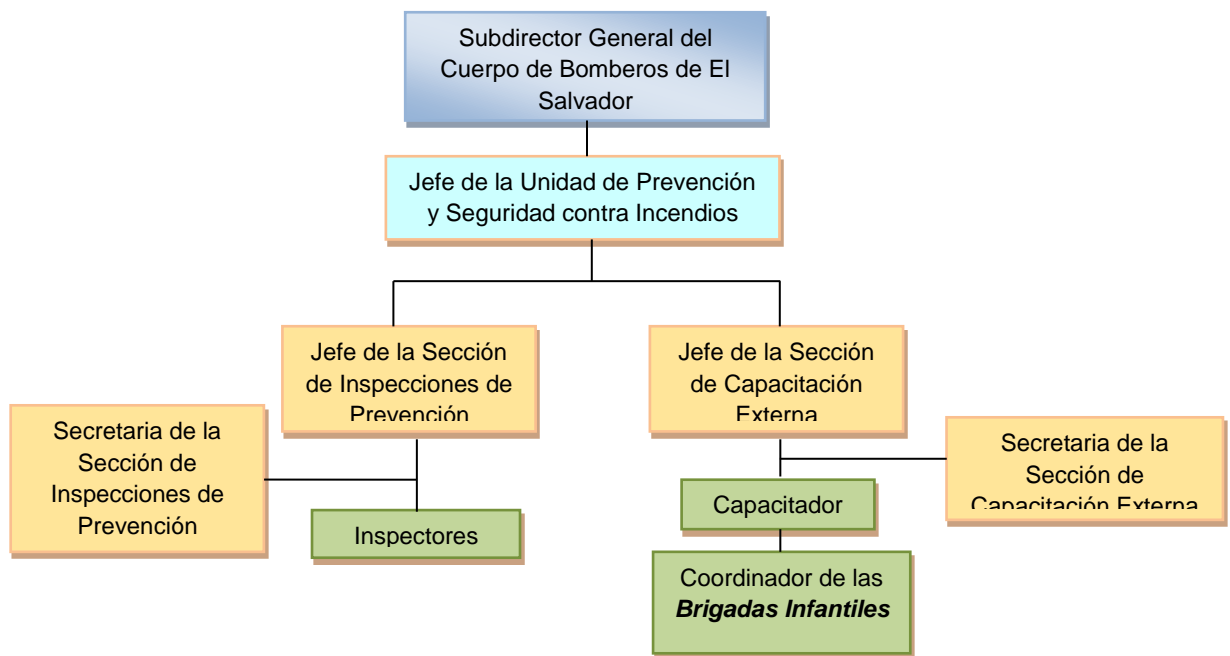 Subdirector General del
Cuerpo de Bomberos de El
Salvador
Jefe de la Unidad de Prevención
y Seguridad contra Incendios
Jefe de la Sección
de Inspecciones de
Prevención
Jefe de la Sección
de Capacitación
Externa
Secretaria de la
Sección de
Inspecciones de
Prevención
Secretaria de la
Sección de
Capacitación Externa
Inspectores
Capacitador
Coordinador de las
Brigadas Infantiles